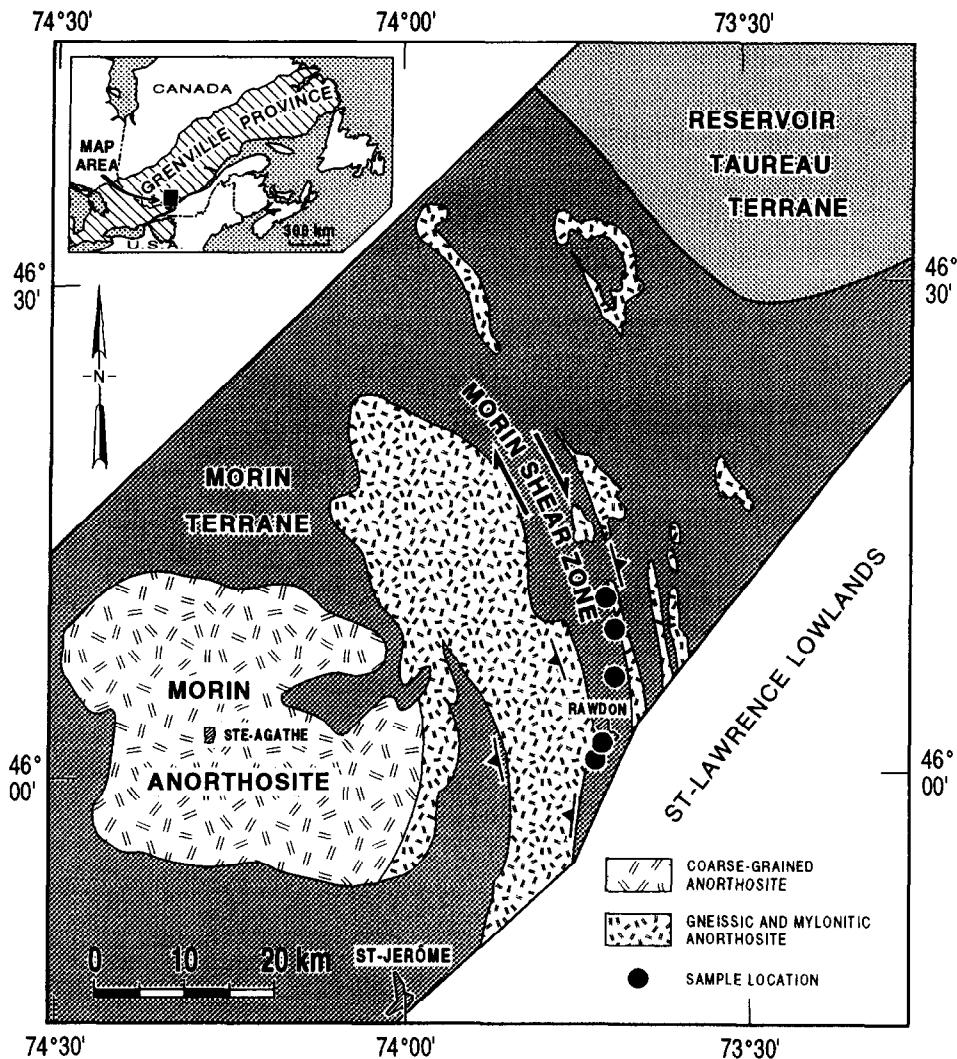 74°30'
74°00'
73°30'
CANADA
GRENVILLE PROVINCE
MAP
AREA
U.S.A.
300 km
RESERVOIR
TAUREAU
TERRANE
46°
30'
46°
30'
-N-
MORIN SHEAR ZONE
MORIN
TERRANE
MORIN
STE-AGATHE
ANORTHOSITE
RAWDON
46°
00'
46°
00'
ST-LAWRENCE LOWLANDS
COARSE-GRAINED
ANORTHOSITE
GNEISSIC AND MYLONITIC
ANORTHOSITE
SAMPLE LOCATION
0 10 20 km
ST-JERÔME
74°30'
74°00'
73°30'